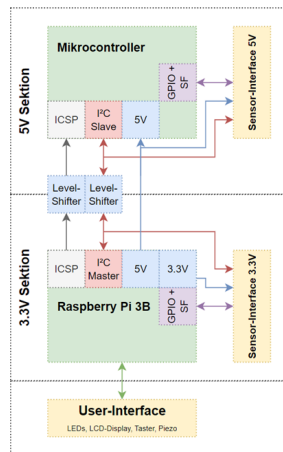 5V Sektion
Mikrocontroller
GPIO +
SF
ICSP
I²C
Slave
5V
Sensor-Interface 5V
Level-
Shifter
Level-
Shifter
3.3V Sektion
ICSP
I²C
Master
5V
3.3V
Raspberry Pi 3B
GPIO +
SF
Sensor-Interface 3.3V
User-Interface
LEDs, LCD-Display, Taster, Piezo